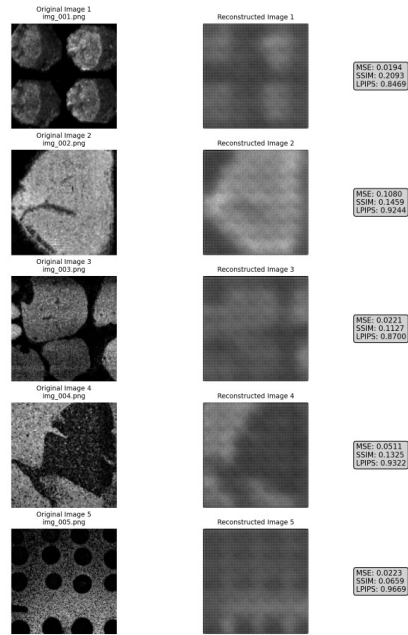 Original Image 1
img_001.png
Reconstructed Image 1
MSE: 0.0194
SSIM: 0.2093
LPIPS: 0.8469
Original Image 2
img_002.png
Reconstructed Image 2
MSE: 0.1080
SSIM: 0.1459
LPIPS: 0.9244
Original Image 3
img_003.png
Reconstructed Image 3
MSE: 0.0221
SSIM: 0.1127
LPIPS: 0.8700
Original Image 4
img_004.png
Reconstructed Image 4
MSE: 0.0511
SSIM: 0.1325
LPIPS: 0.9322
Original Image 5
img_005.png
Reconstructed Image 5
MSE: 0.0223
SSIM: 0.0659
LPIPS: 0.9669